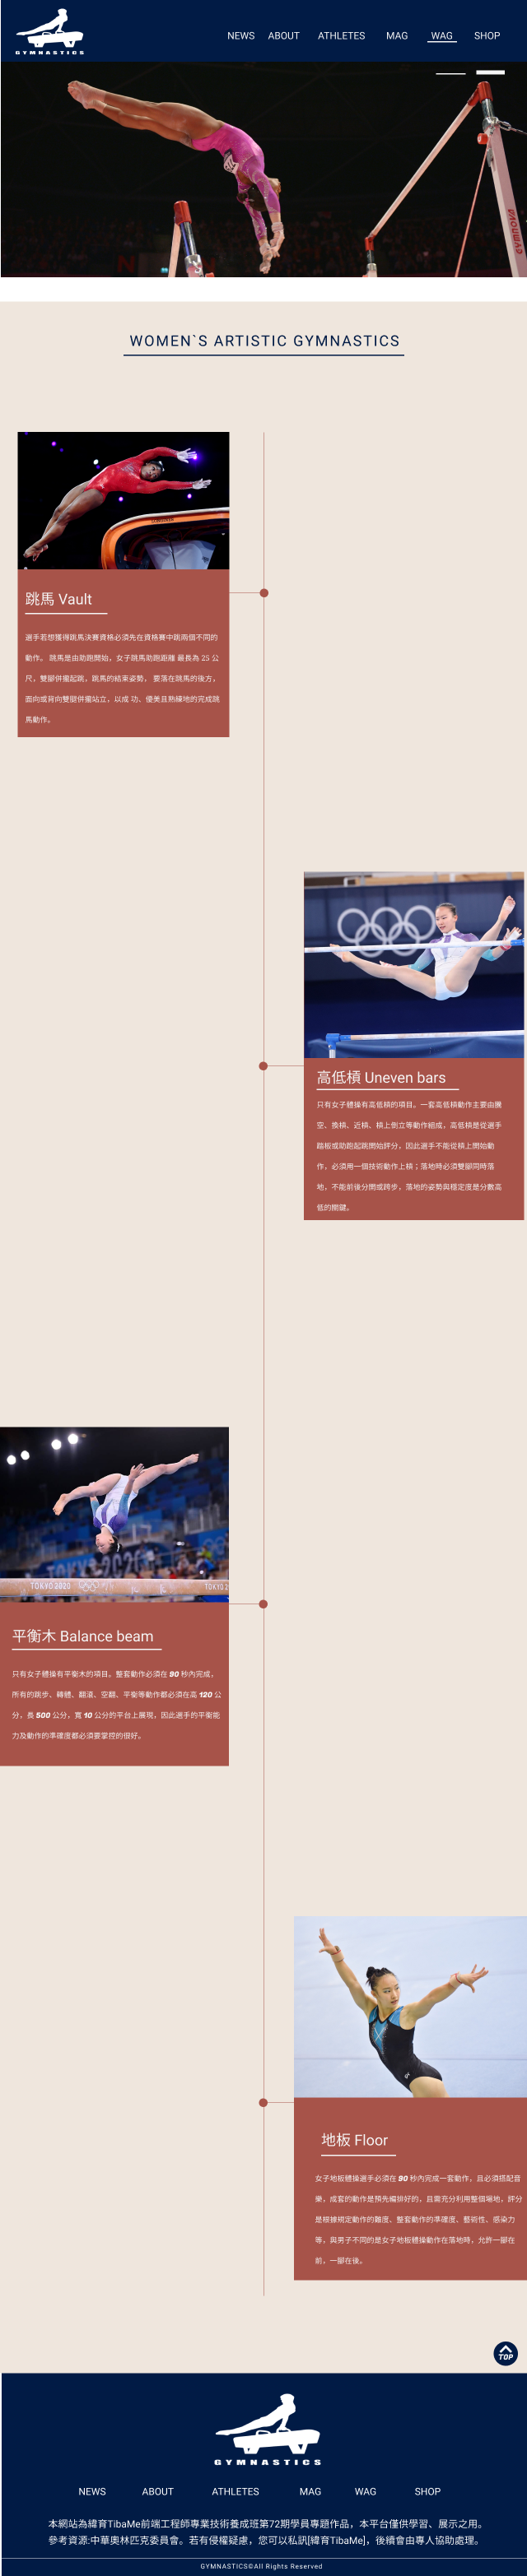 GYMNASTICS
NEWS ABOUT ATHLETES MAG WAG SHOP
WOMEN`S ARTISTIC GYMNASTICS
跳馬 Vault
選手若想獲得跳馬決賽資格必須先在資格賽中跳兩個不同的
動作。 跳馬是由助跑開始，女子跳馬助跑距離 最長為 25 公
尺，雙腳併攏起跳，跳馬的結束姿勢， 要落在跳馬的後方，
面向或背向雙腿併攏站立，以成 功、優美且熟練地的完成跳
馬動作。
高低槓 Uneven bars
只有女子體操有高低槓的項目。一套高低槓動作主要由騰
空、換槓、近槓、槓上倒立等動作組成，高低槓是從選手
踏板或助跑起跳開始評分，因此選手不能從槓上開始動
作，必須用一個技術動作上槓；落地時必須雙腳同時落
地，不能前後分開或跨步，落地的姿勢與穩定度是分數高
低的關鍵。
TOKYO 2020
平衡木 Balance beam
只有女子體操有平衡木的項目。整套動作必須在 90 秒內完成，
所有的跳步、轉體、翻滾、空翻、平衡等動作都必須在高 120 公
分，長 500 公分，寬 10 公分的平台上展現，因此選手的平衡能
力及動作的準確度都必須要掌控的很好。
地板 Floor
女子地板體操選手必須在 90 秒內完成一套動作，且必須搭配音
樂，成套的動作是預先編排好的，且需充分利用整個場地，評分
是根據規定動作的難度、整套動作的準確度、藝術性、感染力
等，與男子不同的是女子地板體操動作在落地時，允許一腳在
前，一腳在後。
TOP
GYMNASTICS
NEWS ABOUT ATHLETES MAG WAG SHOP
本網站為緯育TibaMe前端工程師專業技術養成班第72期學員專題作品，本平台僅供學習、展示之用。
參考資源:中華奧林匹克委員會。若有侵權疑慮，您可以私訊[緯育TibaMe]，後續會由專人協助處理。
GYMNASTICS©All Rights Reserved